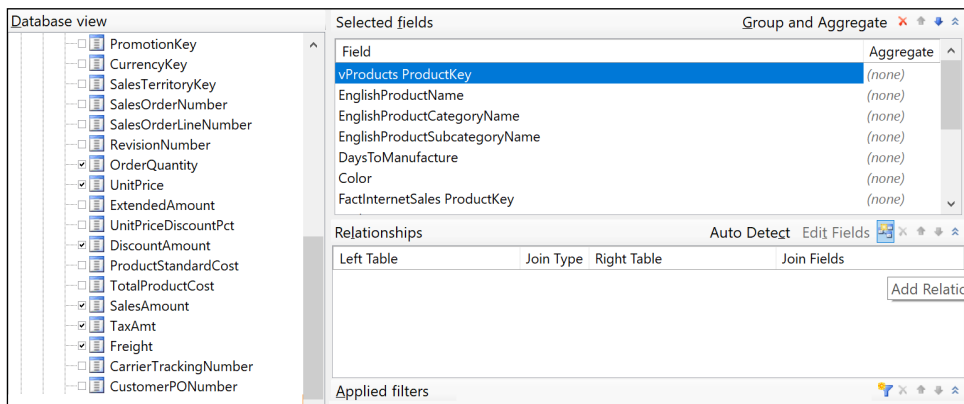 Database view
PromotionKey
CurrencyKey
SalesTerritoryKey
SalesOrderNumber
SalesOrderLineNumber
RevisionNumber
OrderQuantity
UnitPrice
ExtendedAmount
UnitPriceDiscountPct
DiscountAmount
ProductStandardCost
TotalProductCost
SalesAmount
TaxAmt
Freight
CarrierTrackingNumber
CustomerPONumber
Selected fields Group and Aggregate
Field Aggregate
vProducts ProductKey (none)
EnglishProductName (none)
EnglishProductCategoryName (none)
EnglishProductSubcategoryName (none)
DaysToManufacture (none)
Color (none)
FactInternetSales ProductKey (none)
Relationships Auto Detect Edit Fields
Left Table Join Type Right Table Join Fields
Add Relatio
Applied filters